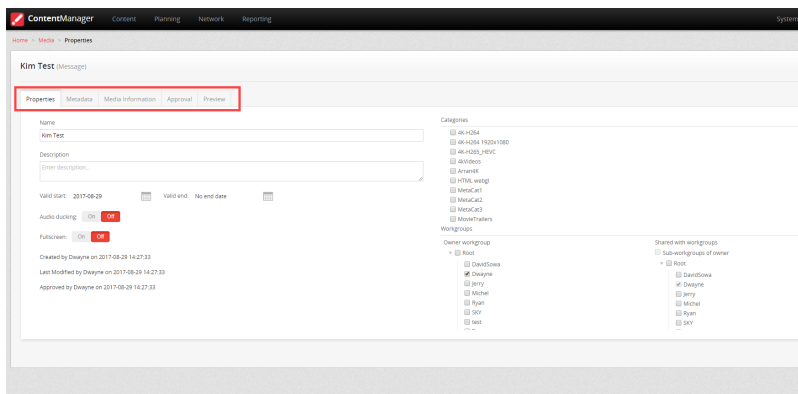 ContentManager Content Planning Network Reporting System
Home > Media > Properties
Kim Test (Message)
Properties Metadata Media Information Approval Preview
Name
Kim Test
Description
Enter description...
Valid start: 2017-08-29 Valid end: No end date
Audio ducking: On Off
Fullscreen: On Off
Created by Dwayne on 2017-08-29 14:27:33
Last Modified by Dwayne on 2017-08-29 14:27:33
Approved by Dwayne on 2017-08-29 14:27:33
Categories
4K-H264
4K-H264 1920x1080
4K-H265_HEVC
4kVideos
Arran4K
HTML webgl
MetaCat1
MetaCat2
MetaCat3
MovieTrailers
Workgroups
Owner workgroup
Root
DavidSowa
Dwayne
Jerry
Michel
Ryan
SKY
test
Shared with workgroups
Sub-workgroups of owner
Root
DavidSowa
Dwayne
Jerry
Michel
Ryan
SKY